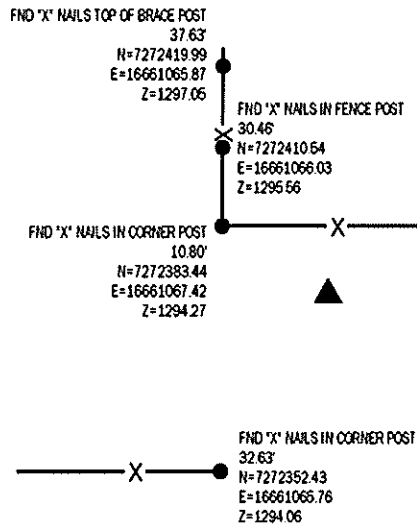 FND "X" NAILS TOP OF BRACE POST
37.63'
N=7272419.99
E=16661065.87
Z=1297.05
FND "X" NAILS IN FENCE POST
30.46'
N=7272410.54
E=16661066.03
Z=1295.56
X
FND "X" NAILS IN CORNER POST
10.80'
N=7272383.44
E=16661067.42
Z=1294.27
X
FND "X" NAILS IN CORNER POST
32.63'
N=7272352.43
E=16661065.76
Z=1294.06
X